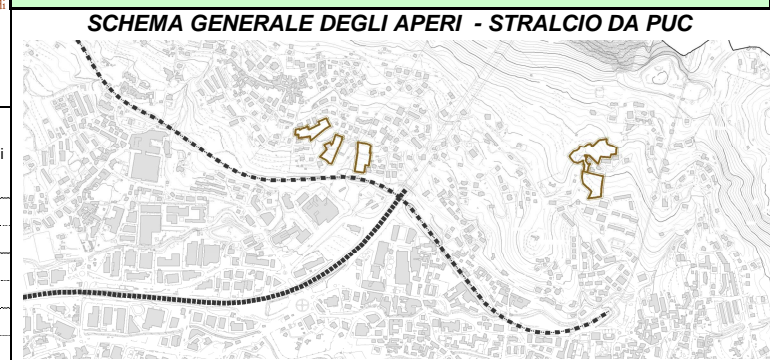 SCHEMA GENERALE DEGLI APERI - STRALCIO DA PUC